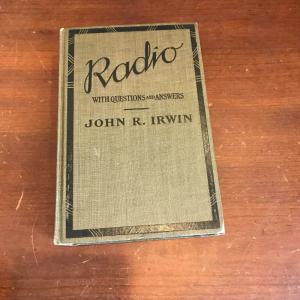 Radio
WITH QUESTIONS AND ANSWERS
JOHN R. IRWIN